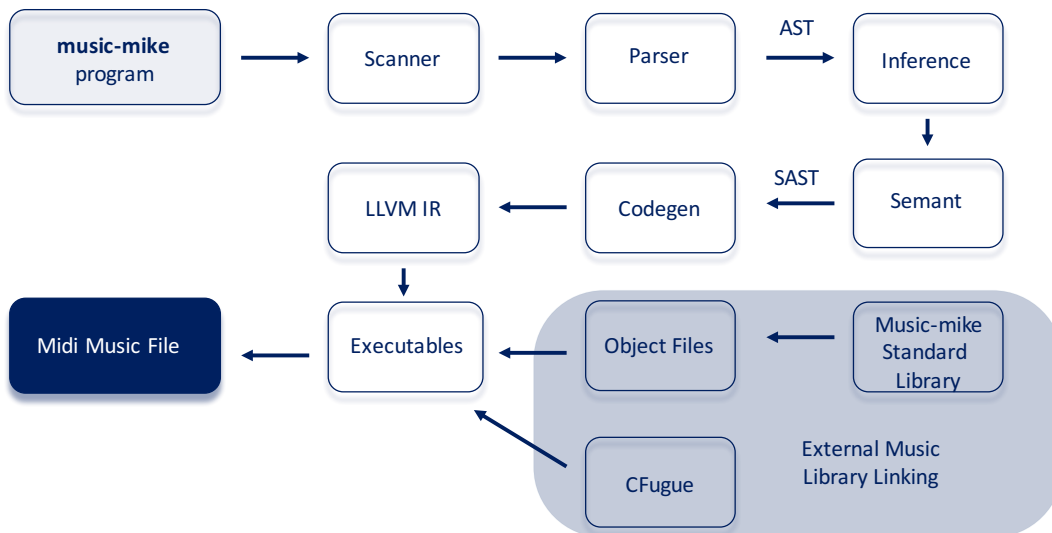 music-mike
program
Scanner
Parser
AST
Inference
LLVM IR
Codegen
SAST
Semant
Midi Music File
Executables
Object Files
Music-mike
Standard
Library
CFugue
External Music
Library Linking